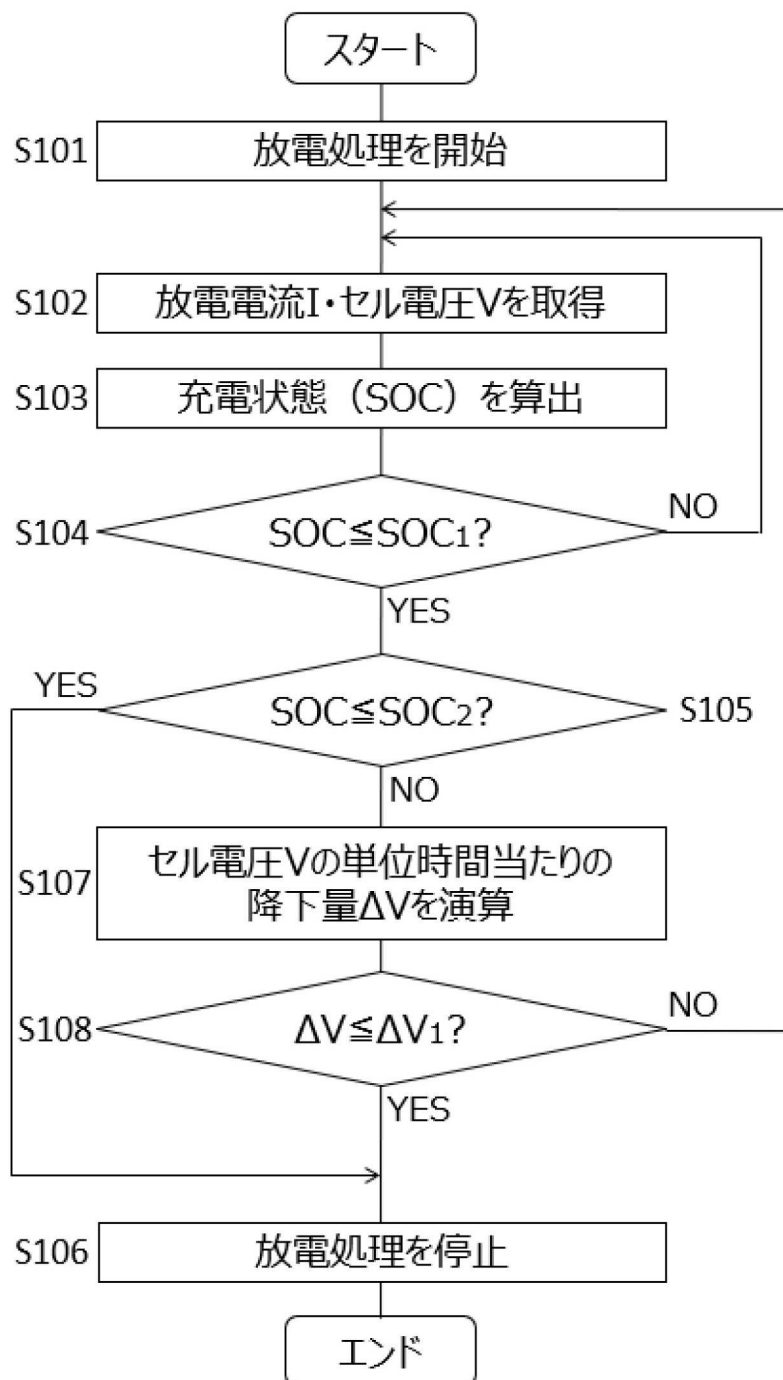 スタート
S101
放電処理を開始
S102
放電電流I・セル電圧Vを取得
S103
充電状態（SOC）を算出
S104
SOC≦SOC₁?
NO
YES
YES
SOC≦SOC₂?
S105
NO
S107
セル電圧Vの単位時間当たりの
降下量ΔVを演算
S108
ΔV≦ΔV₁?
NO
YES
S106
放電処理を停止
エンド